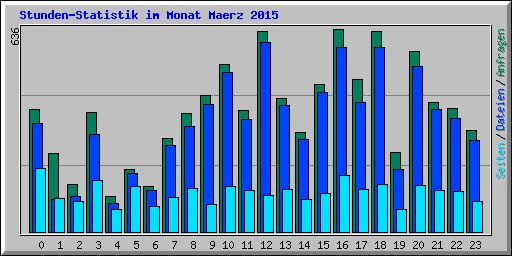 Stunden-Statistik im Monat Maerz 2015
636
Seiten / Dateien / Anfragen
0 1 2 3 4 5 6 7 8 9 10 11 12 13 14 15 16 17 18 19 20 21 22 23